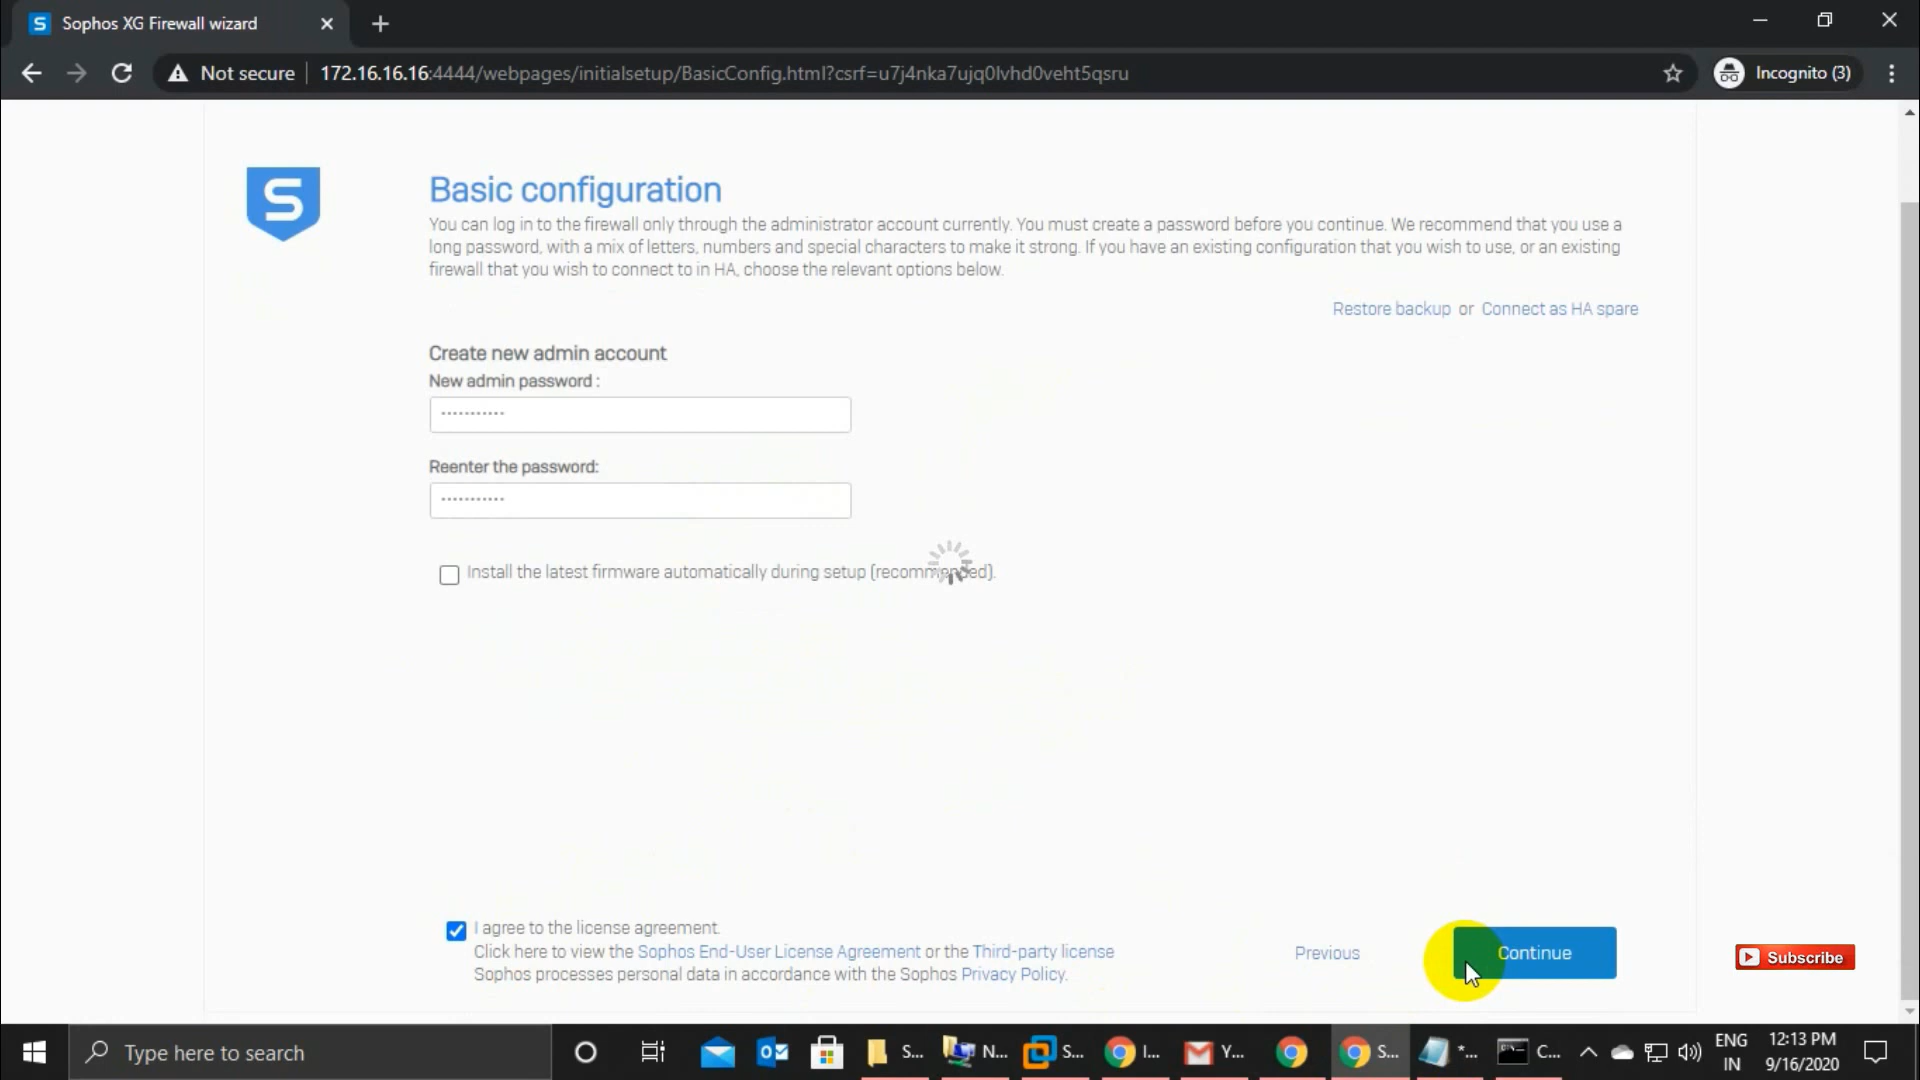 S Sophos XG Firewall wizard
Not secure 172.16.16.16:4444/webpages/initialsetup/BasicConfig.html?csrf=u7j4nka7ujq0lvhd0veht5qsru Incognito (3)
S
Basic configuration
You can log in to the firewall only through the administrator account currently. You must create a password before you continue. We recommend that you use a
long password, with a mix of letters, numbers and special characters to make it strong. If you have an existing configuration that you wish to use, or an existing
firewall that you wish to connect to in HA, choose the relevant options below.
Restore backup or Connect as HA spare
Create new admin account
New admin password :
Reenter the password:
Install the latest firmware automatically during setup (recommended).
I agree to the license agreement.
Click here to view the Sophos End-User License Agreement or the Third-party license
Sophos processes personal data in accordance with the Sophos Privacy Policy.
Previous
Continue
Subscribe
Type here to search
S...
N...
S...
I...
Y...
S...
*...
C...
ENG
IN
12:13 PM
9/16/2020